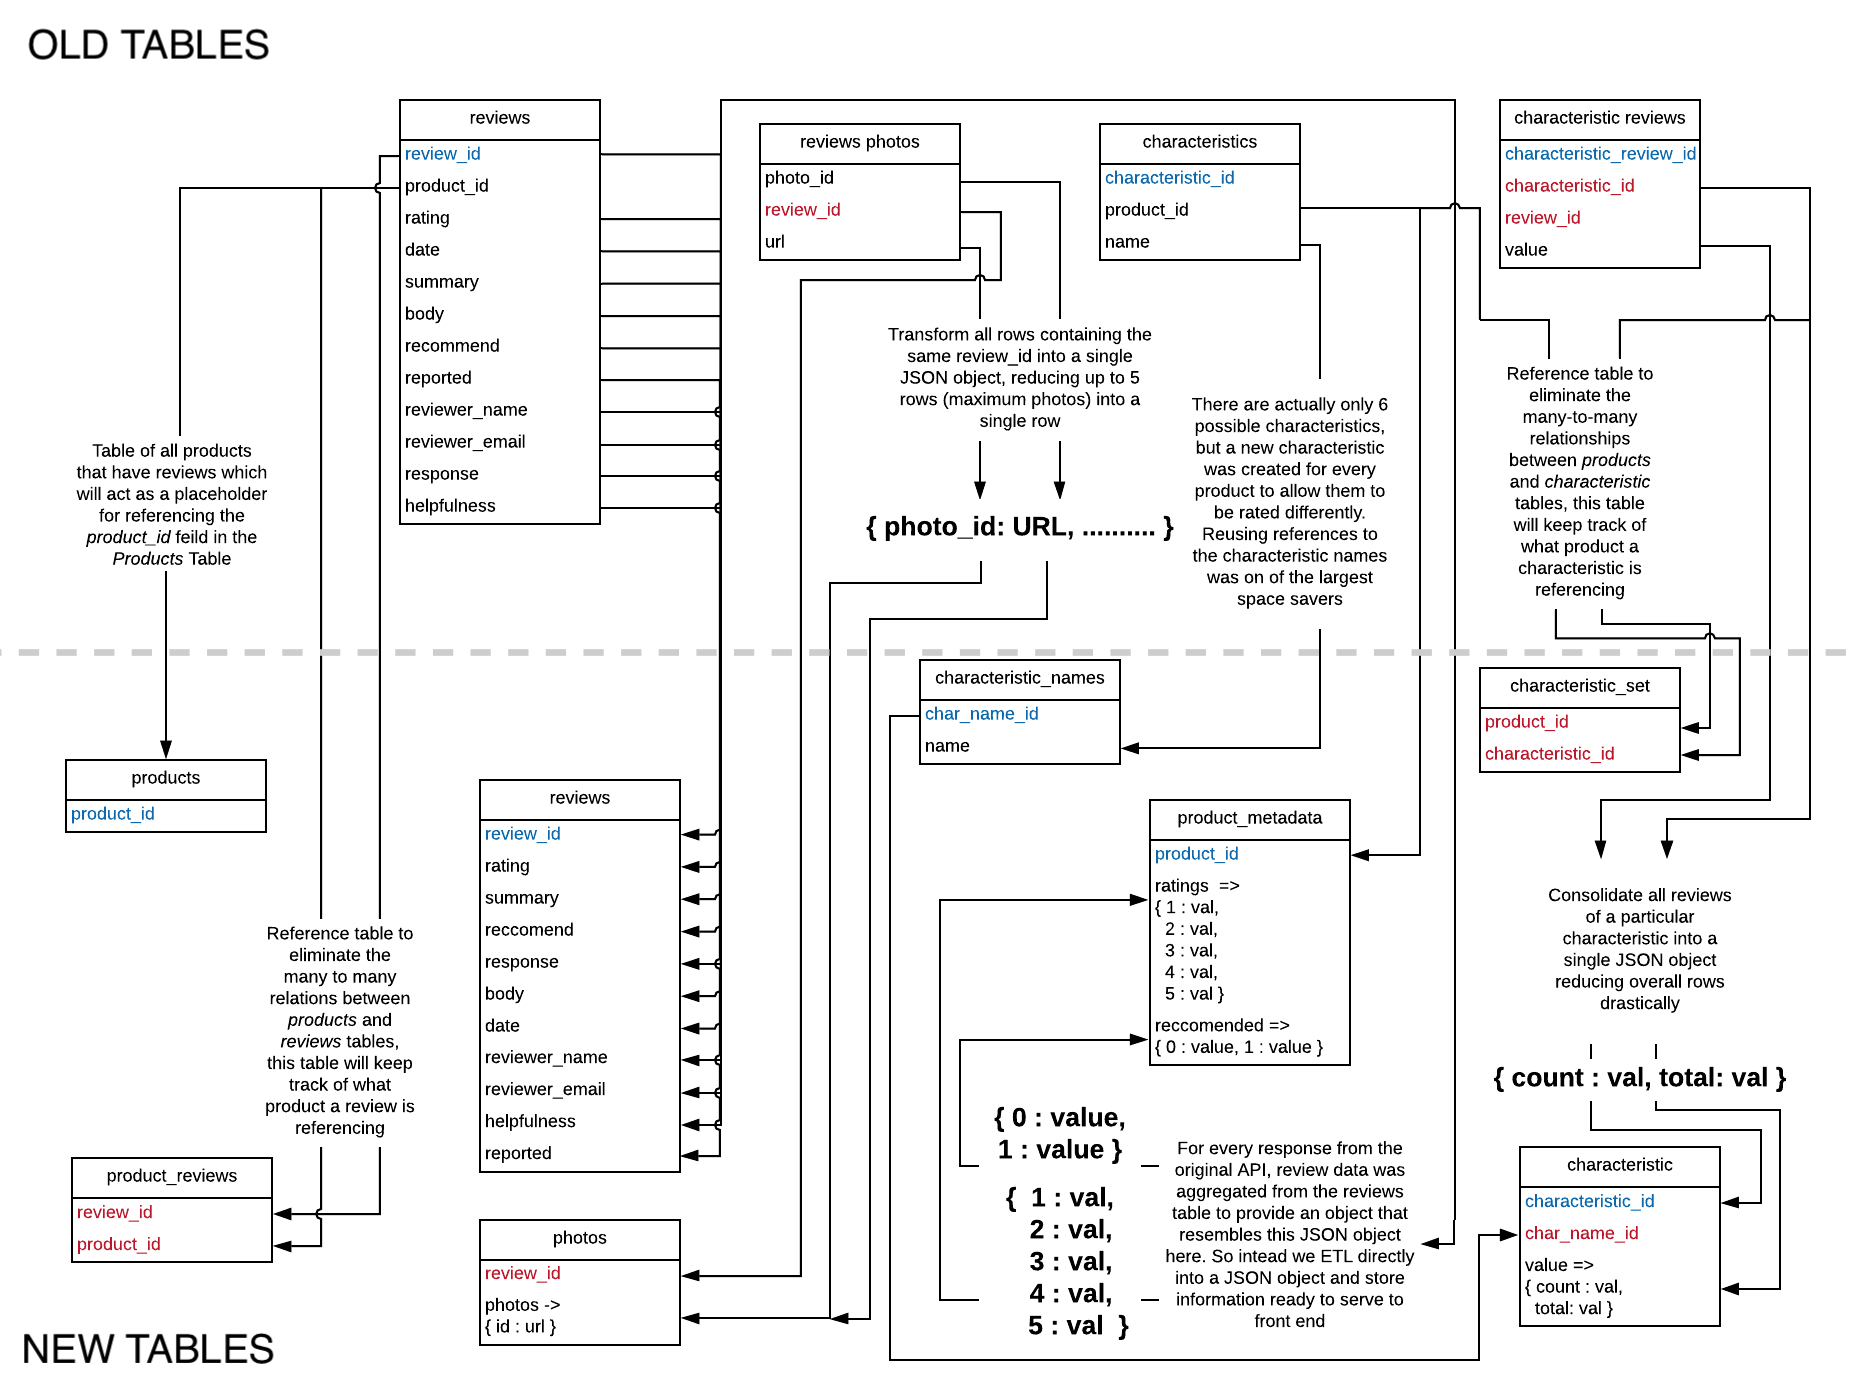 OLD TABLES
reviews
review_id
product_id
rating
date
summary
body
recommend
reported
reviewer_name
reviewer_email
response
helpfulness
reviews photos
photo_id
review_id
url
characteristics
characteristic_id
product_id
name
characteristic reviews
characteristic_review_id
characteristic_id
review_id
value
Table of all products
that have reviews which
will act as a placeholder
for referencing the
product_id feild in the
Products Table
Transform all rows containing the
same review_id into a single
JSON object, reducing up to 5
rows (maximum photos) into a
single row
{ photo_id: URL, .......... }
There are actually only 6
possible characteristics,
but a new characteristic
was created for every
product to allow them to
be rated differently.
Reusing references to
the characteristic names
was on of the largest
space savers
Reference table to
eliminate the
many-to-many
relationships
between products
and characteristic
tables, this table
will keep track of
what product a
characteristic is
referencing
products
product_id
Reference table to
eliminate the
many to many
relations between
products and
reviews tables,
this table will keep
track of what
product a review is
referencing
product_reviews
review_id
product_id
reviews
review_id
rating
summary
reccomend
response
body
date
reviewer_name
reviewer_email
helpfulness
reported
photos
review_id
photos ->
{ id : url }
characteristic_names
char_name_id
name
product_metadata
product_id
ratings =>
{ 1 : val,
2 : val,
3 : val,
4 : val,
5 : val }
reccomended =>
{ 0 : value, 1 : value }
{ 0 : value,
1 : value }
{ 1 : val,
2 : val,
3 : val,
4 : val,
5 : val }
For every response from the
original API, review data was
aggregated from the reviews
table to provide an object that
resembles this JSON object
here. So intead we ETL directly
into a JSON object and store
information ready to serve to
front end
characteristic_set
product_id
characteristic_id
Consolidate all reviews
of a particular
characteristic into a
single JSON object
reducing overall rows
drastically
{ count : val, total: val }
characteristic
characteristic_id
char_name_id
value =>
{ count : val,
total: val }
NEW TABLES